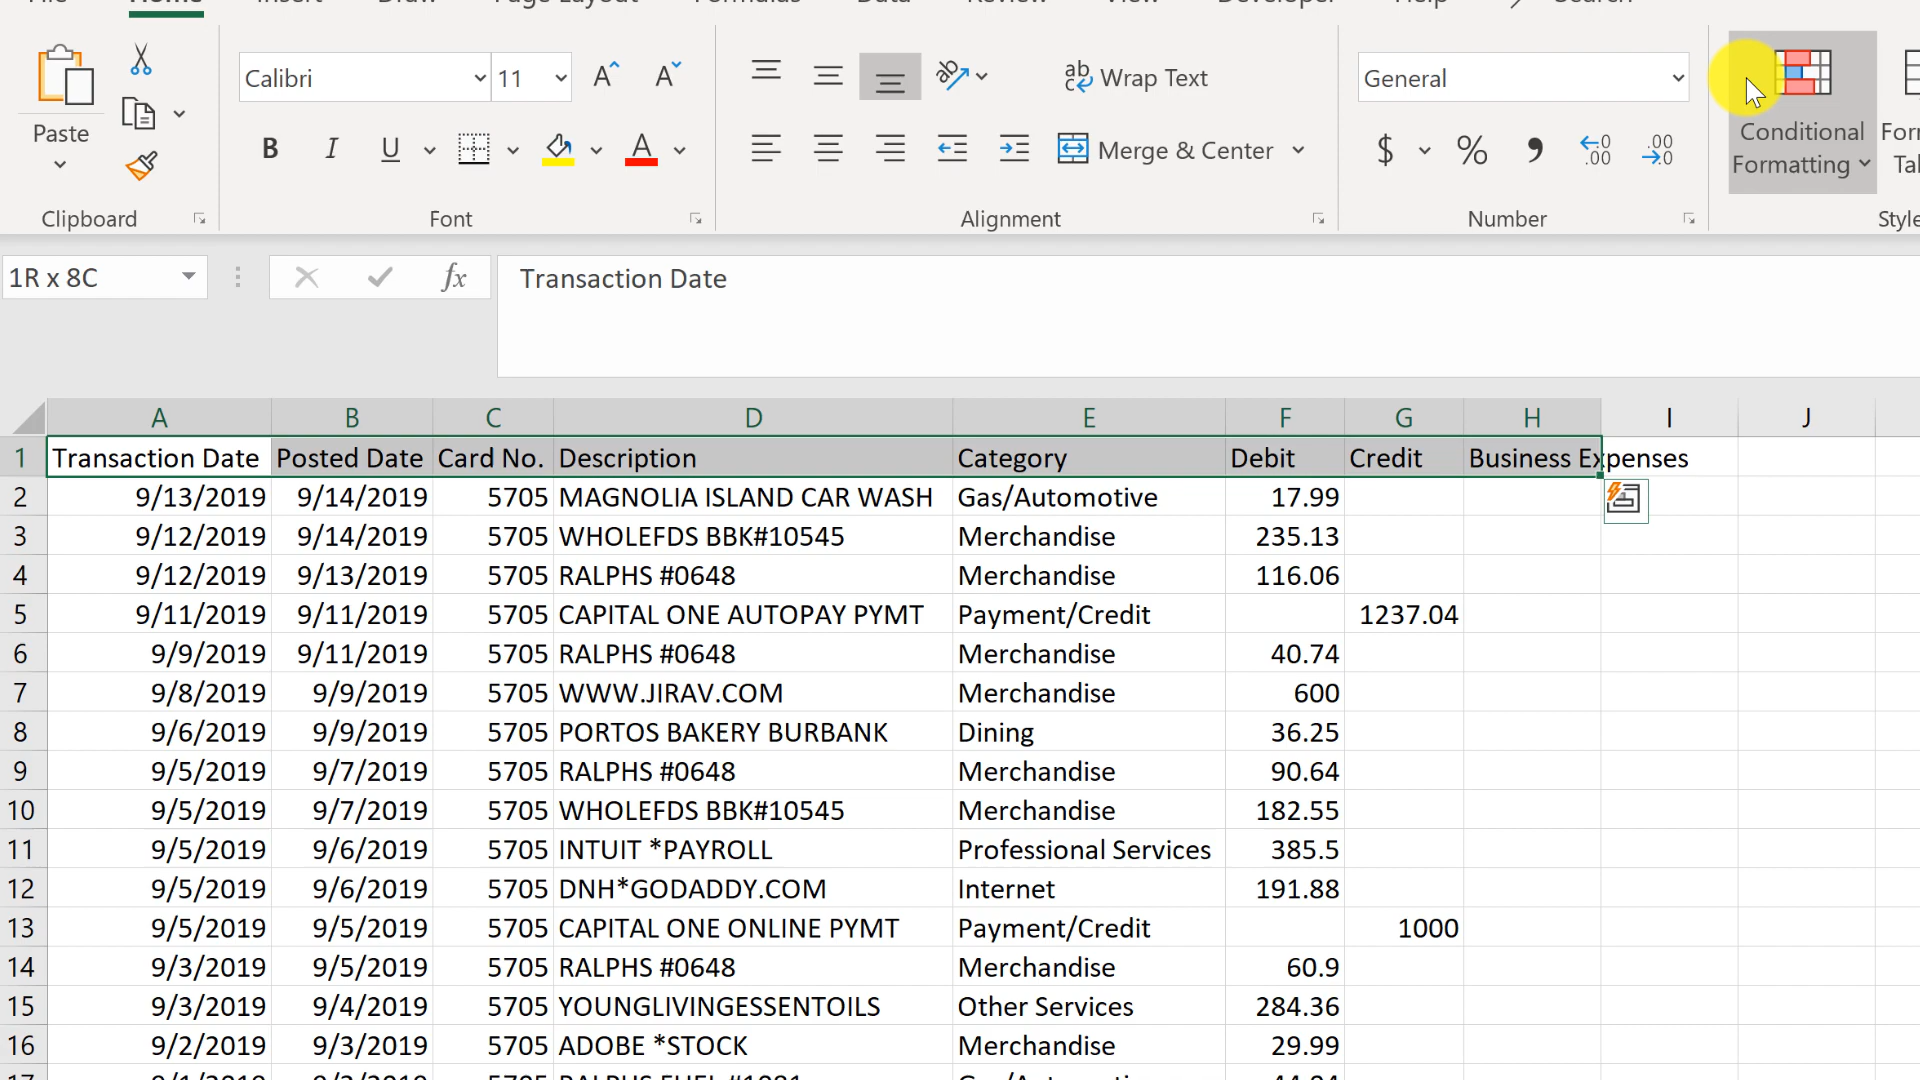 File Home Insert Draw Page Layout Formulas Data Review View Developer Help Search
Calibri 11 A A ab Wrap Text General
Paste B I U A Merge & Center $ % , .00 .00 Conditional Formatting
Clipboard Font Alignment Number
1R x 8C fx Transaction Date
A B C D E F G H I J
1 Transaction Date Posted Date Card No. Description Category Debit Credit Business Expenses
2 9/13/2019 9/14/2019 5705 MAGNOLIA ISLAND CAR WASH Gas/Automotive 17.99
3 9/12/2019 9/14/2019 5705 WHOLEFDS BBK#10545 Merchandise 235.13
4 9/12/2019 9/13/2019 5705 RALPHS #0648 Merchandise 116.06
5 9/11/2019 9/11/2019 5705 CAPITAL ONE AUTOPAY PYMT Payment/Credit 1237.04
6 9/9/2019 9/11/2019 5705 RALPHS #0648 Merchandise 40.74
7 9/8/2019 9/9/2019 5705 WWW.JIRAV.COM Merchandise 600
8 9/6/2019 9/9/2019 5705 PORTOS BAKERY BURBANK Dining 36.25
9 9/5/2019 9/7/2019 5705 RALPHS #0648 Merchandise 90.64
10 9/5/2019 9/7/2019 5705 WHOLEFDS BBK#10545 Merchandise 182.55
11 9/5/2019 9/6/2019 5705 INTUIT *PAYROLL Professional Services 385.5
12 9/5/2019 9/6/2019 5705 DNH*GODADDY.COM Internet 191.88
13 9/5/2019 9/5/2019 5705 CAPITAL ONE ONLINE PYMT Payment/Credit 1000
14 9/3/2019 9/5/2019 5705 RALPHS #0648 Merchandise 60.9
15 9/3/2019 9/4/2019 5705 YOUNGLIVINGESSENTOILS Other Services 284.36
16 9/2/2019 9/3/2019 5705 ADOBE *STOCK Merchandise 29.99